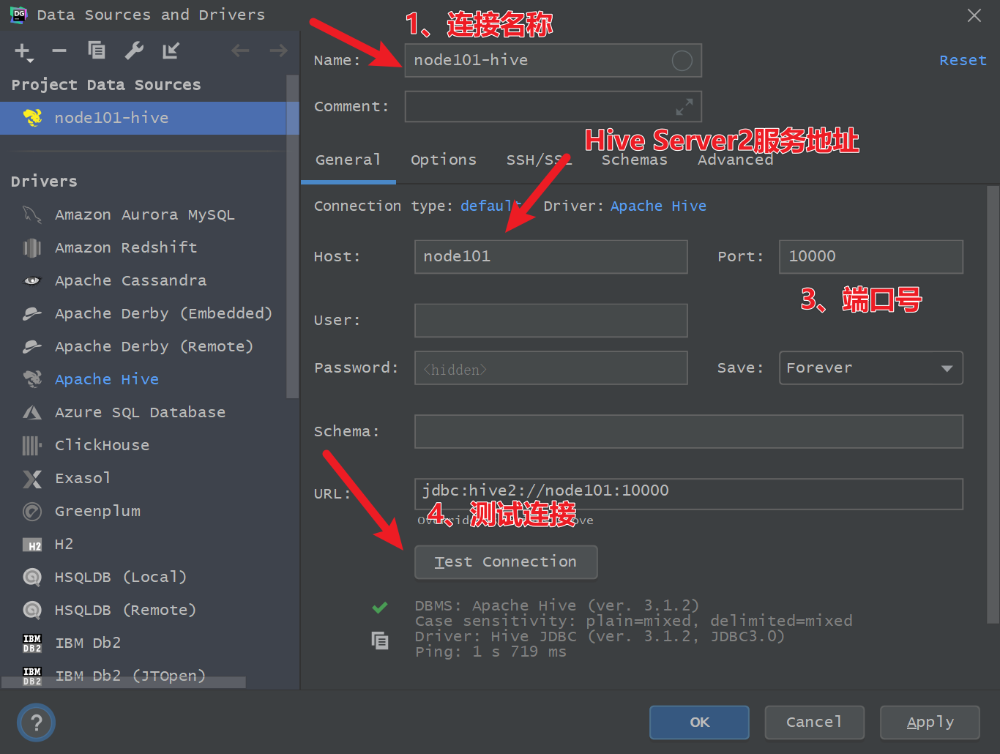 DG Data Sources and Drivers
1、连接名称
Name: node101-hive
Reset
Project Data Sources
node101-hive
Comment:
Hive Server2服务地址
General Options SSH/SSL Schemas Advanced
Drivers
Connection type: default Driver: Apache Hive
Amazon Aurora MySQL
Amazon Redshift
Host: node101 Port: 10000
Apache Cassandra
3、端口号
Apache Derby (Embedded)
User:
Apache Derby (Remote)
Password: <hidden> Save: Forever
Apache Hive
Azure SQL Database
Schema:
ClickHouse
Exasol
URL: jdbc:hive2://node101:10000
Greenplum
4、测试连接
H2 H2
Test Connection
HSQLDB (Local)
HSQLDB (Remote)
DBMS: Apache Hive (ver. 3.1.2)
Case sensitivity: plain=mixed, delimited=mixed
Driver: Hive JDBC (ver. 3.1.2, JDBC3.0)
Ping: 1 s 719 ms
IBM DB2 IBM Db2
IBM DB2 IBM Db2 (JTOpen)
?
OK Cancel Apply